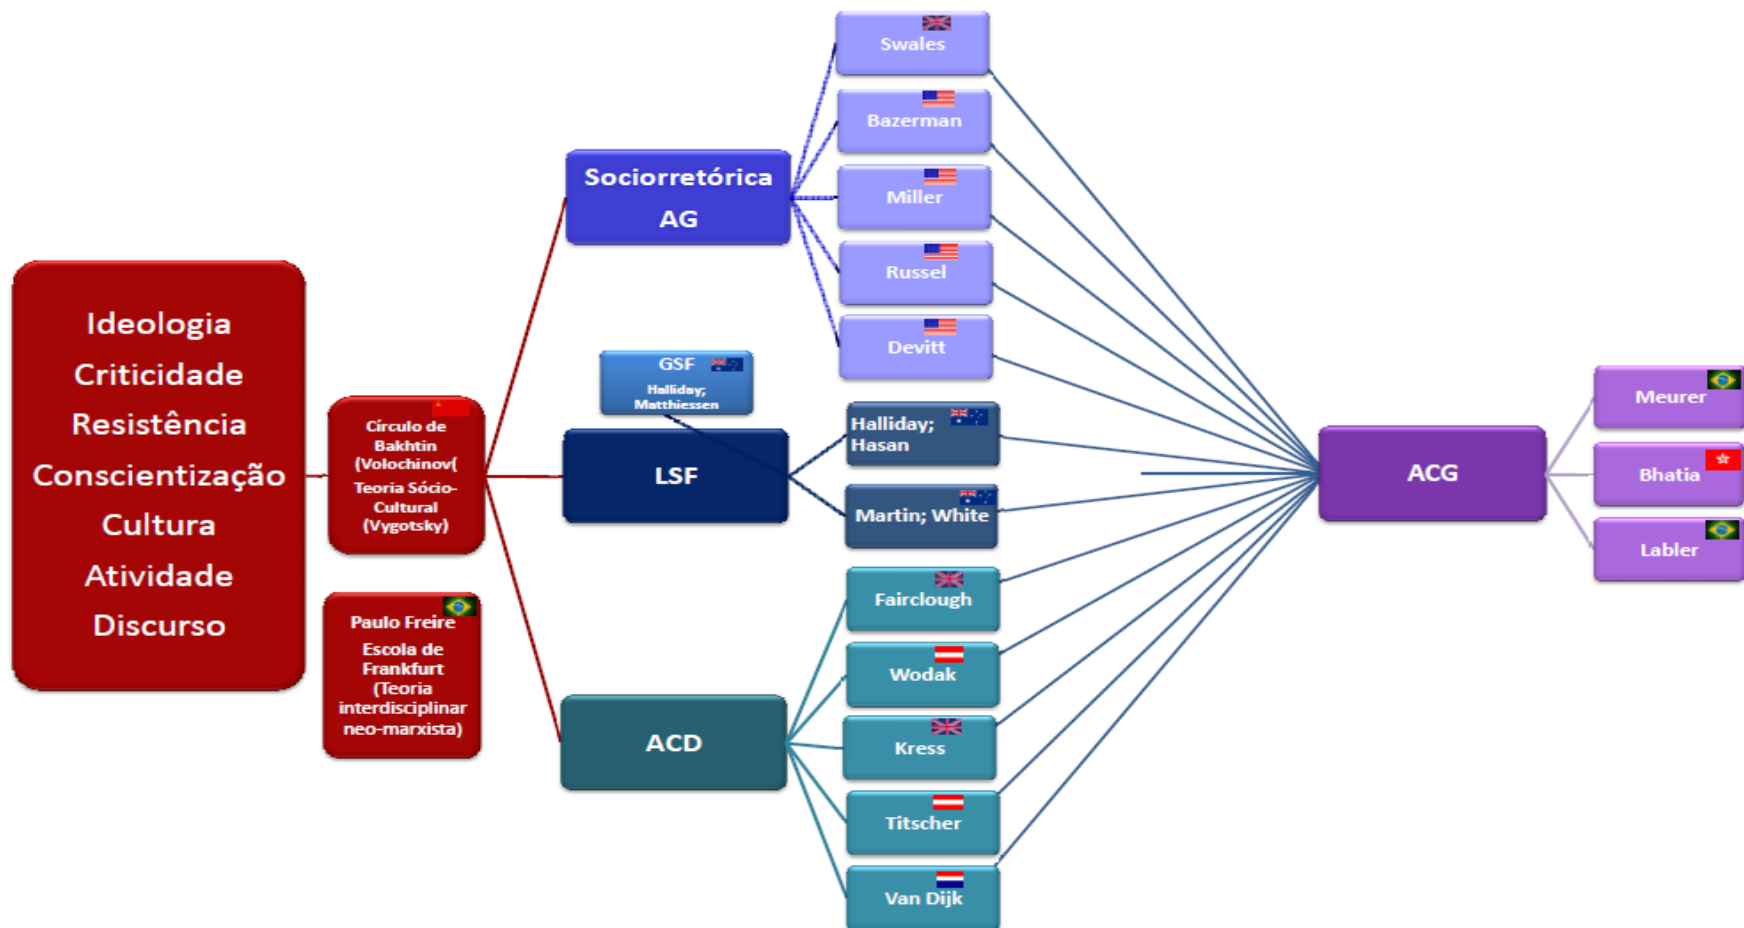 Ideologia
Criticidade
Resistência
Conscientização
Cultura
Atividade
Discurso
Círculo de
Bakhtin
(Volochinov(
Teoria Sócio-
Cultural
(Vygotsky)
Paulo Freire
Escola de
Frankfurt
(Teoria
interdisciplinar
neo-marxista)
Sociorretórica
AG
GSF
Halliday;
Matthiessen
LSF
ACD
Swales
Bazerman
Miller
Russel
Devitt
Halliday;
Hasan
Martin; White
Fairclough
Wodak
Kress
Titscher
Van Dijk
ACG
Meurer
Bhatia
Labler